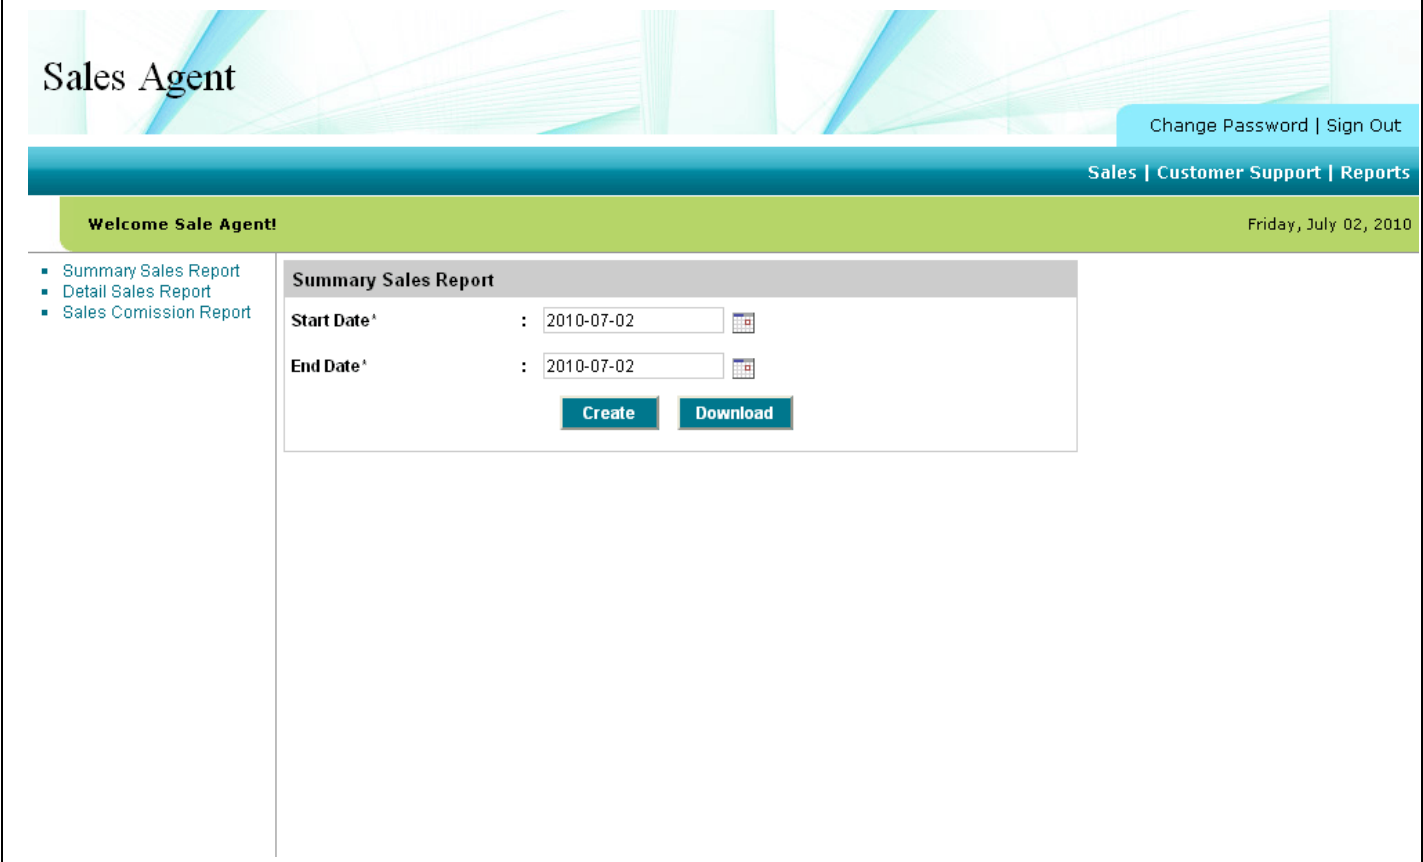 Sales Agent
Change Password | Sign Out
Sales | Customer Support | Reports
Welcome Sale Agent!
Friday, July 02, 2010
Summary Sales Report
Detail Sales Report
Sales Comission Report
Summary Sales Report
Start Date* : 2010-07-02
End Date* : 2010-07-02
Create Download